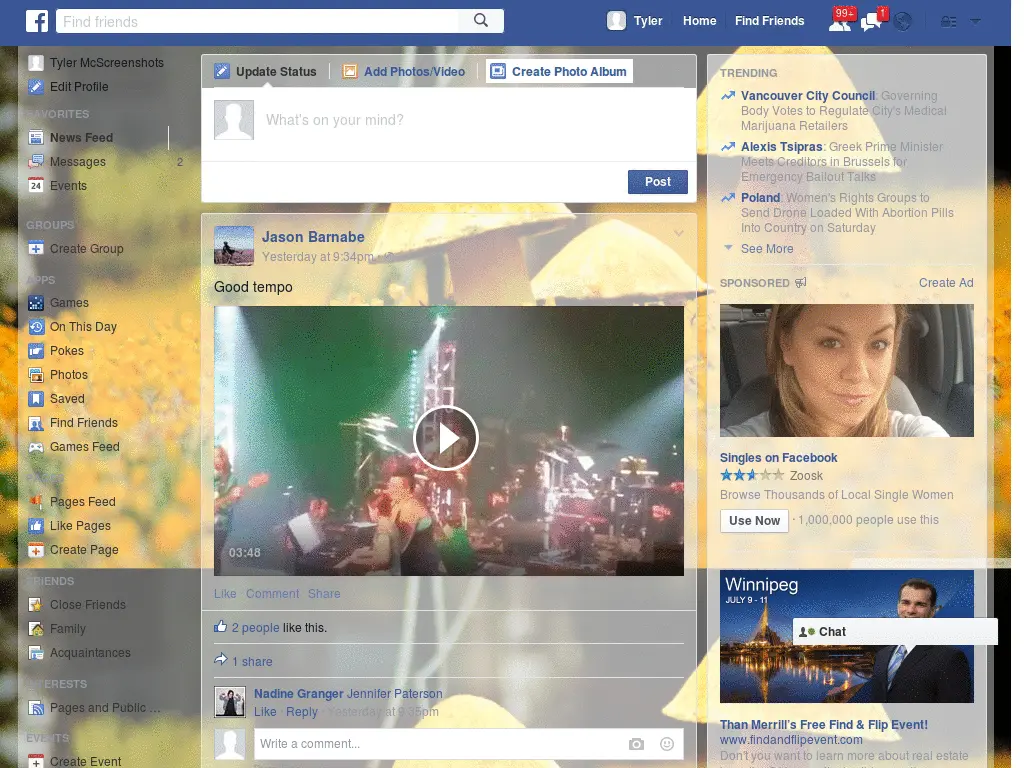 Find friends
Tyler
Home
Find Friends
99+
1
Tyler McScreenshots
Edit Profile
FAVORITES
News Feed
Messages
2
24
Events
GROUPS
Create Group
APPS
Games
On This Day
Pokes
Photos
Saved
Find Friends
Games Feed
Pages Feed
Like Pages
Create Page
FRIENDS
Close Friends
Family
Acquaintances
INTERESTS
Pages and Public ...
EVENTS
Create Event
Update Status
Add Photos/Video
Create Photo Album
What's on your mind?
Post
Jason Barnabe
Yesterday at 9:34pm ·
Good tempo
03:48
Like Comment Share
2 people like this.
1 share
Nadine Granger Jennifer Paterson
Like · Reply · Yesterday at 9:35pm
Write a comment...
TRENDING
Vancouver City Council: Governing
Body Votes to Regulate City's Medical
Marijuana Retailers
Alexis Tsipras: Greek Prime Minister
Meets Creditors in Brussels for
Emergency Bailout Talks
Poland: Women's Rights Groups to
Send Drone Loaded With Abortion Pills
Into Country on Saturday
See More
SPONSORED
Create Ad
Singles on Facebook
Zoosk
Browse Thousands of Local Single Women
Use Now
· 1,000,000 people use this
Winnipeg
JULY 9 - 11
Chat
Than Merrill's Free Find & Flip Event!
www.findandflipevent.com
Don't you want to learn more about real estate